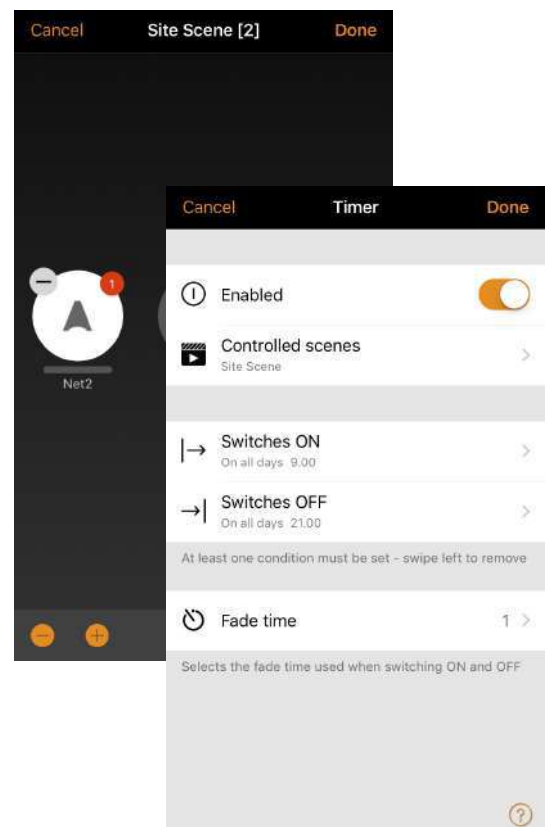 Cancel Site Scene [2] Done
1
Net2
Cancel Timer Done
Enabled
Controlled scenes
Site Scene
Switches ON
On all days 9.00
Switches OFF
On all days 21.00
At least one condition must be set - swipe left to remove
Fade time 1
Selects the fade time used when switching ON and OFF
?